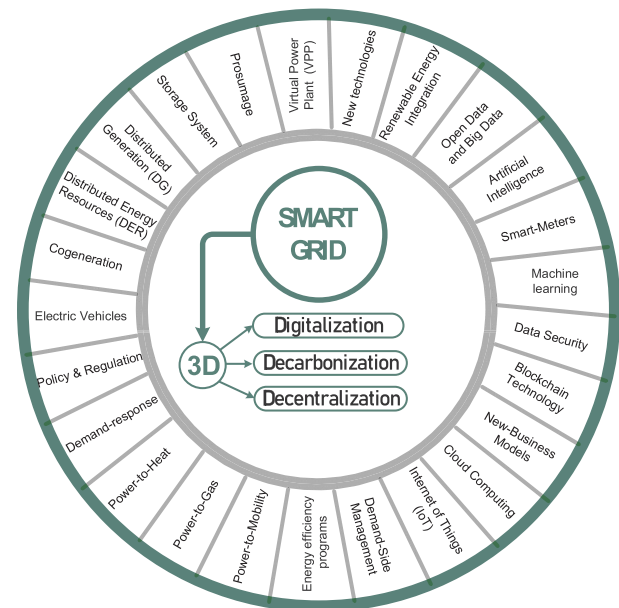 SMART
GRID
3D
Digitalization
Decarbonization
Decentralization
Virtual Power
Plant (VPP)
New technologies
Renewable Energy
Integration
Open Data
and Big Data
Artificial
Intelligence
Smart-Meters
Machine
learning
Data Security
Blockchain
Technology
New-Business
Models
Cloud Computing
Internet of Things
(IoT)
Demand-Side
Management
Energy efficiency
programs
Power-to-Mobility
Power-to-Gas
Power-to-Heat
Demand-response
Policy & Regulation
Electric Vehicles
Cogeneration
Distributed Energy
Resources (DER)
Distributed
Generation (DG)
Storage System
Prosumage